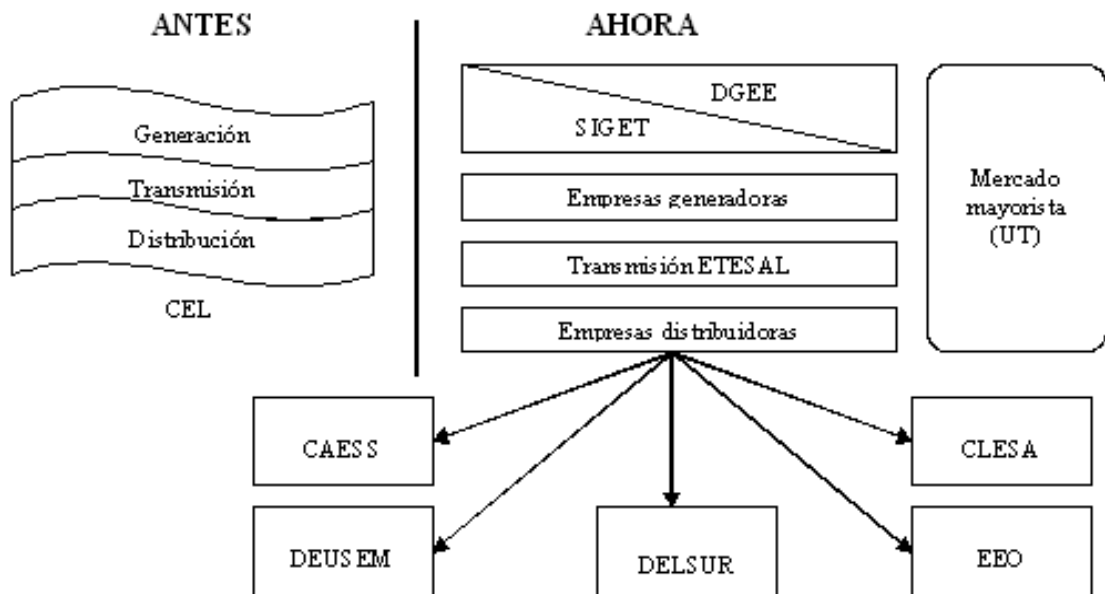 ANTES
Generación
Transmisión
Distribución
CEL
AHORA
DGEE
SIGET
Empresas generadoras
Transmisión ETESAL
Empresas distribuidoras
Mercado
mayorista
(UT)
CAESS
CLESA
DEUSEM
DELSUR
EEO